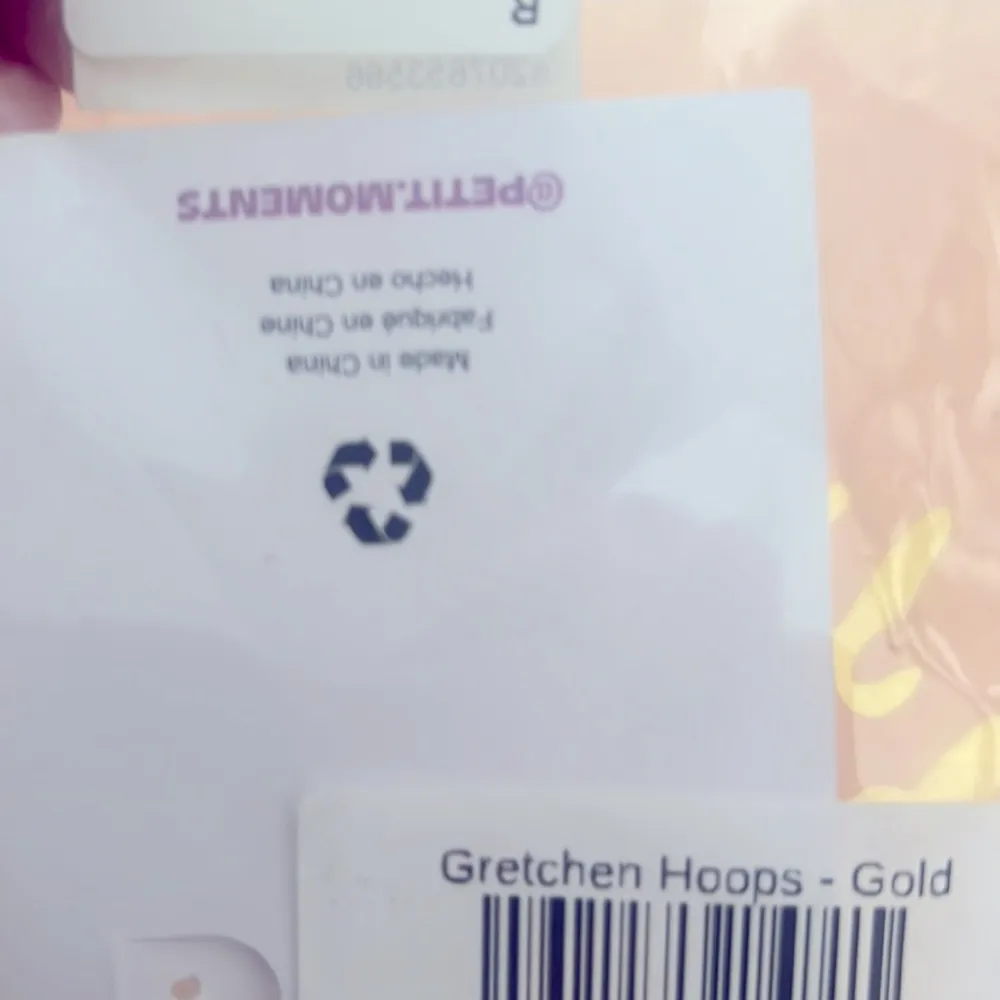 R
@PETIT.MOMENTS
Hecho en China
Fabriqué en Chine
Made in China
Gretchen Hoops - Gold